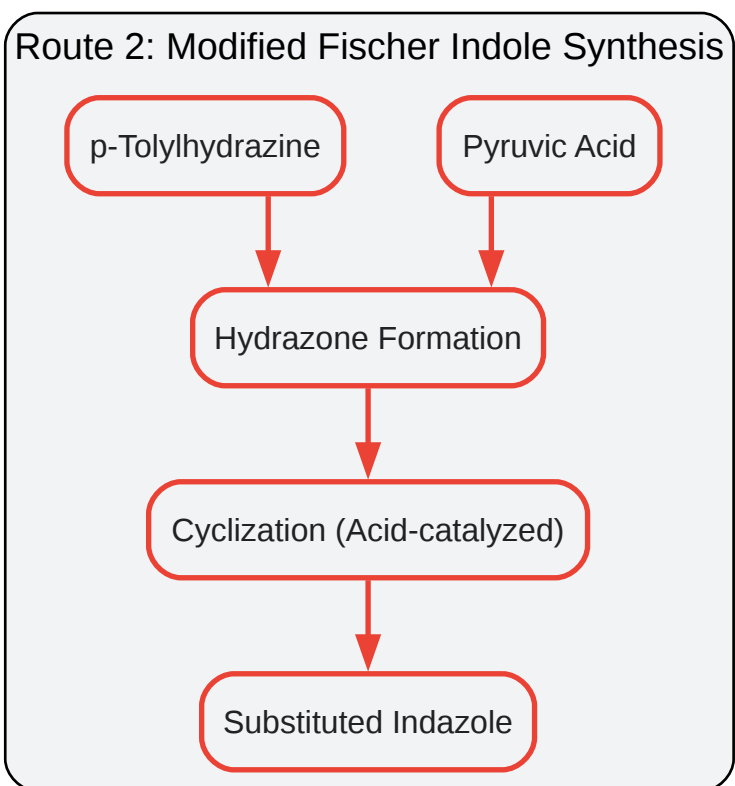 Route 2: Modified Fischer Indole Synthesis
p-Tolylhydrazine
Pyruvic Acid
Hydrazone Formation
Cyclization (Acid-catalyzed)
Substituted Indazole